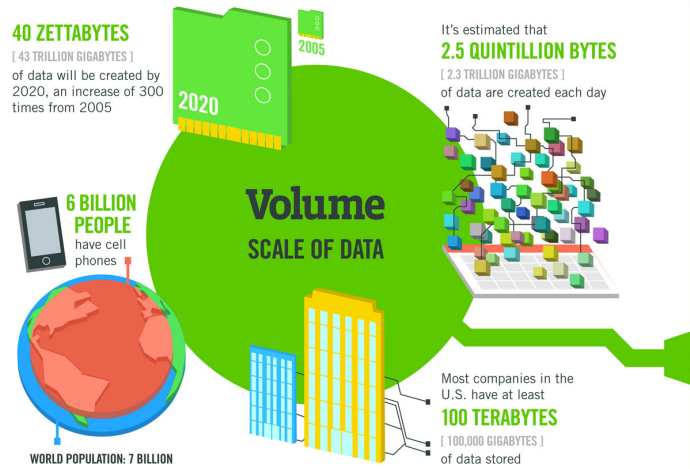 40 ZETTABYTES
[ 43 TRILLION GIGABYTES ]
of data will be created by
2020, an increase of 300
times from 2005
2020
2005
It's estimated that
2.5 QUINTILLION BYTES
[ 2.3 TRILLION GIGABYTES ]
of data are created each day
6 BILLION
PEOPLE
have cell
phones
Volume
SCALE OF DATA
WORLD POPULATION: 7 BILLION
Most companies in the
U.S. have at least
100 TERABYTES
[ 100,000 GIGABYTES ]
of data stored